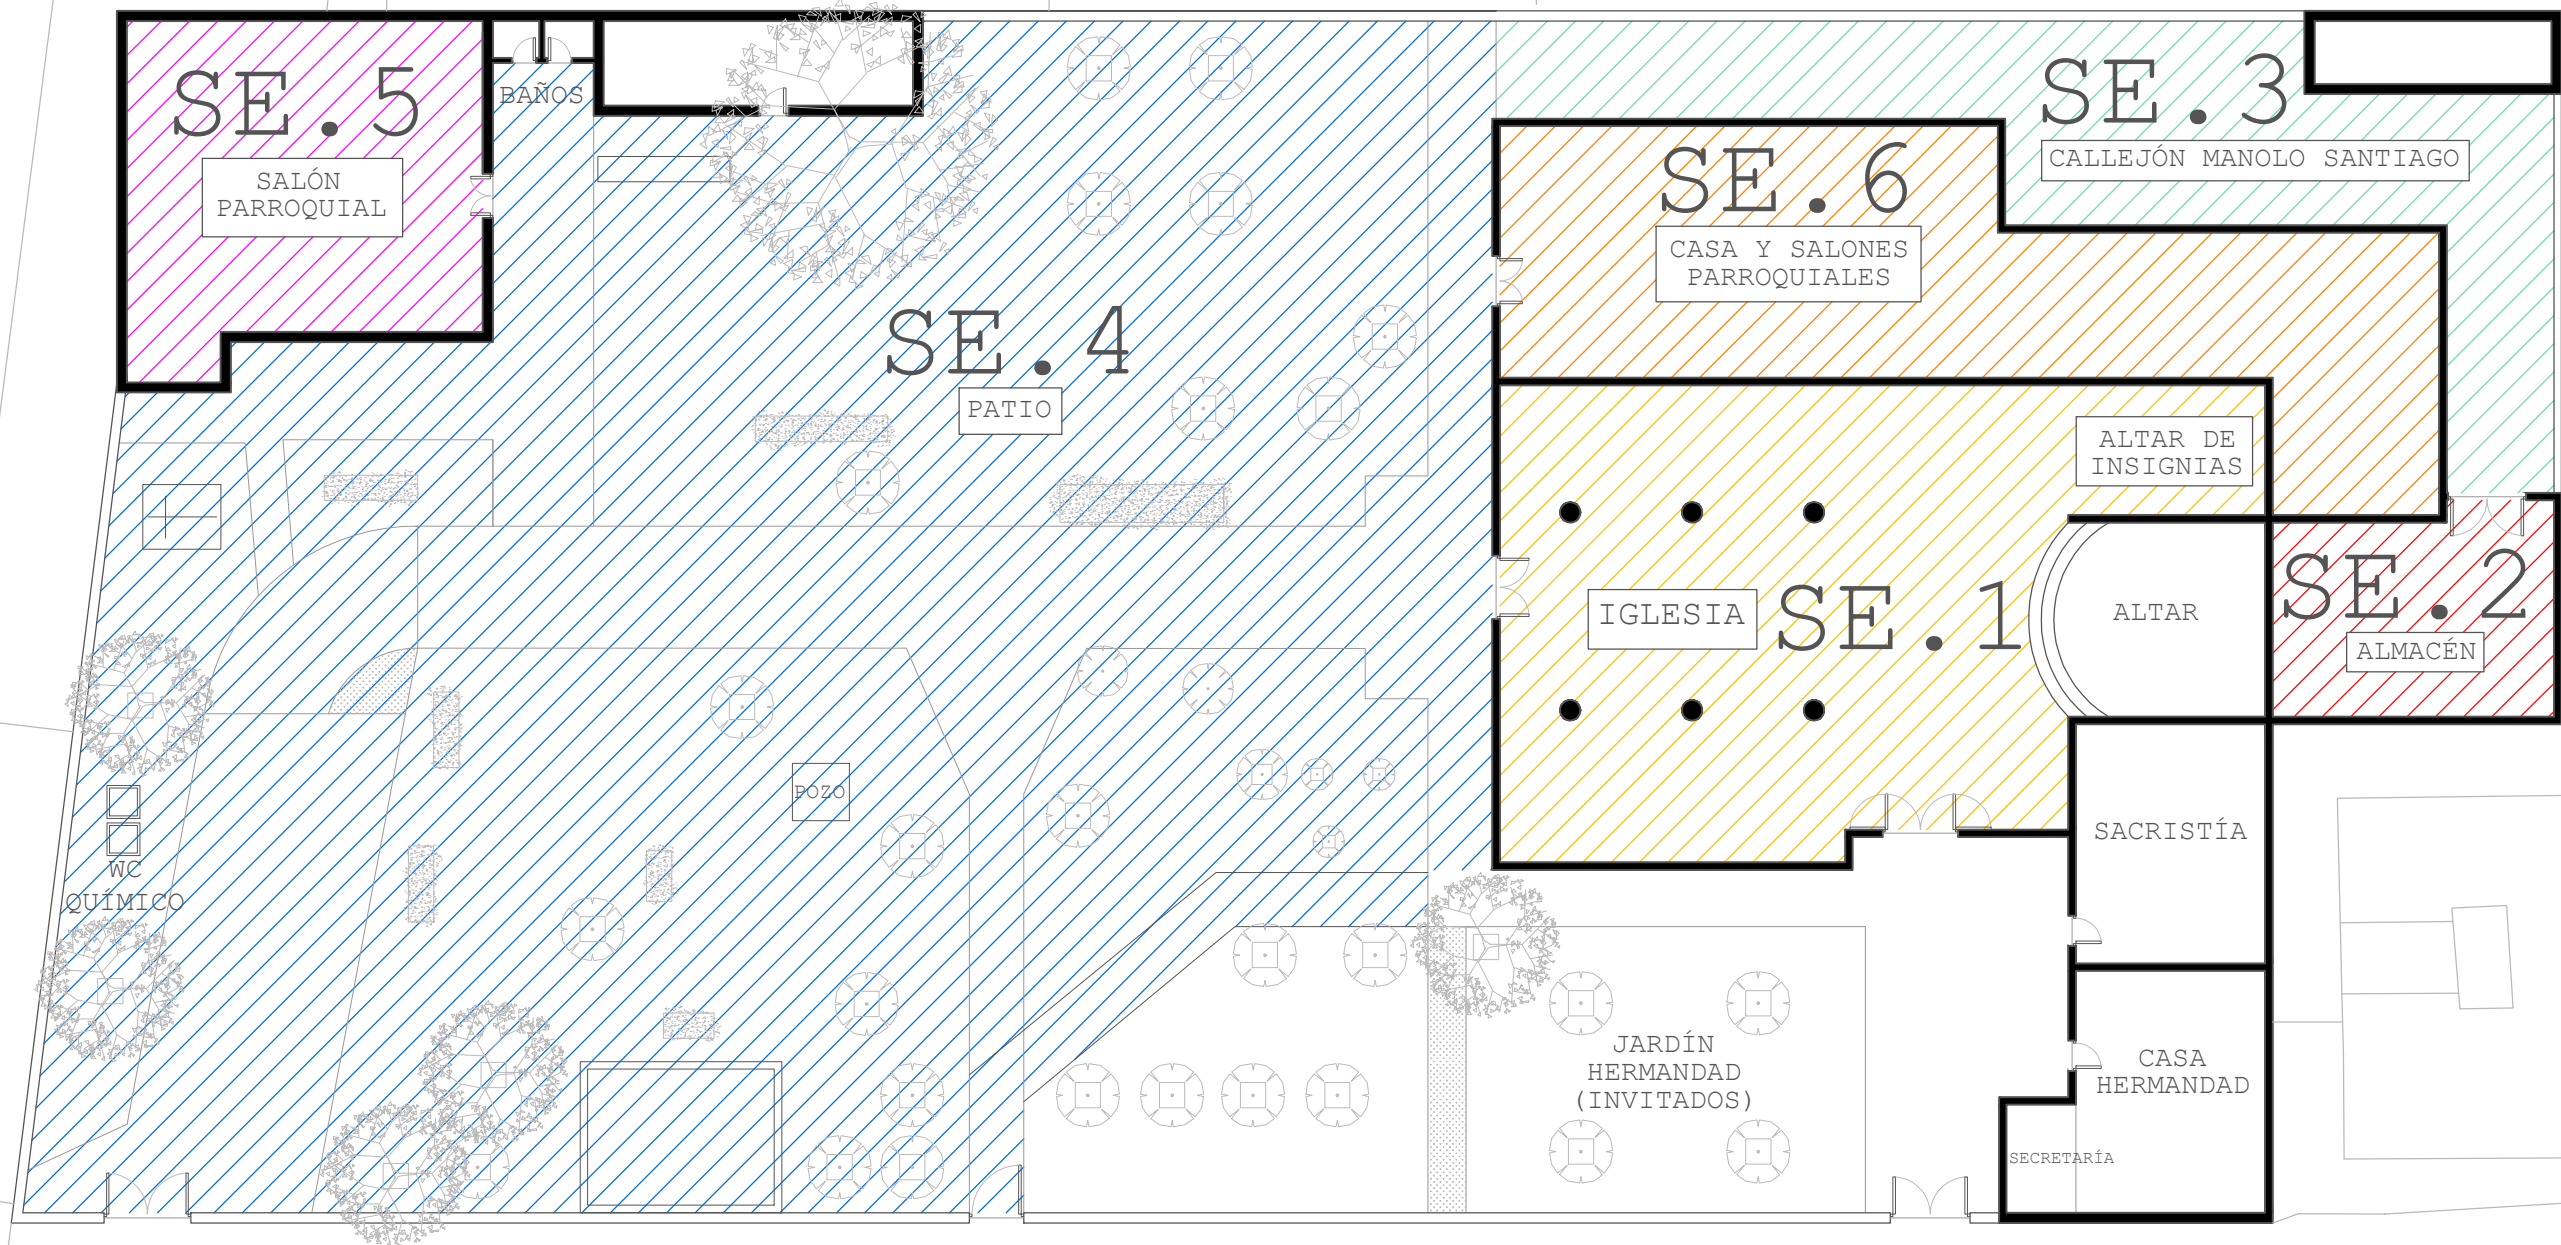 SE.5
SALÓN
PARROQUIAL
BAÑOS
SE.3
CALLEJÓN MANOLO SANTIAGO
SE.6
CASA Y SALONES
PARROQUIALES
SE.4
PATIO
ALTAR DE
INSIGNIAS
IGLESIA
SE.1
ALTAR
SE.2
ALMACÉN
POZO
WC
QUÍMICO
SACRISTÍA
JARDÍN
HERMANDAD
(INVITADOS)
CASA
HERMANDAD
SECRETARÍA